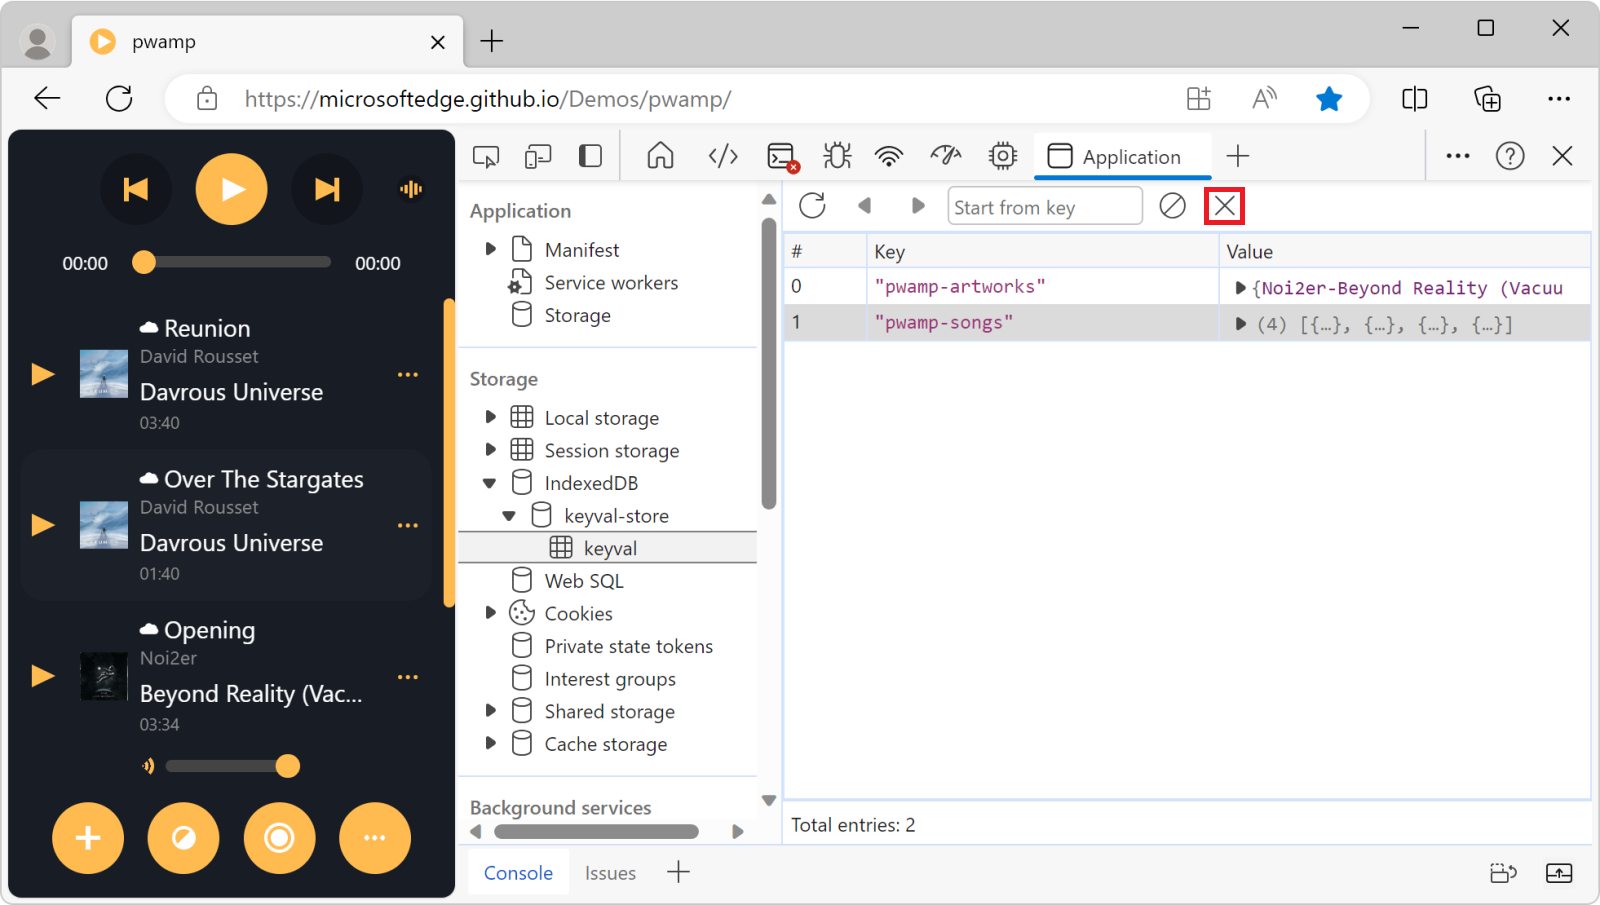 pwamp
https://microsoftedge.github.io/Demos/pwamp/
00:00
00:00
Reunion
David Rousset
Davrous Universe
03:40
Over The Stargates
David Rousset
Davrous Universe
01:40
Opening
Noi2er
Beyond Reality (Vac...
03:34
Application
Application
Manifest
Service workers
Storage
Storage
Local storage
Session storage
IndexedDB
keyval-store
keyval
Web SQL
Cookies
Private state tokens
Interest groups
Shared storage
Cache storage
Background services
Start from key
# Key Value
0 "pwamp-artworks" {Noi2er-Beyond Reality (Vacuu
1 "pwamp-songs" (4) [{…}, {…}, {…}, {…}]
Total entries: 2
Console Issues